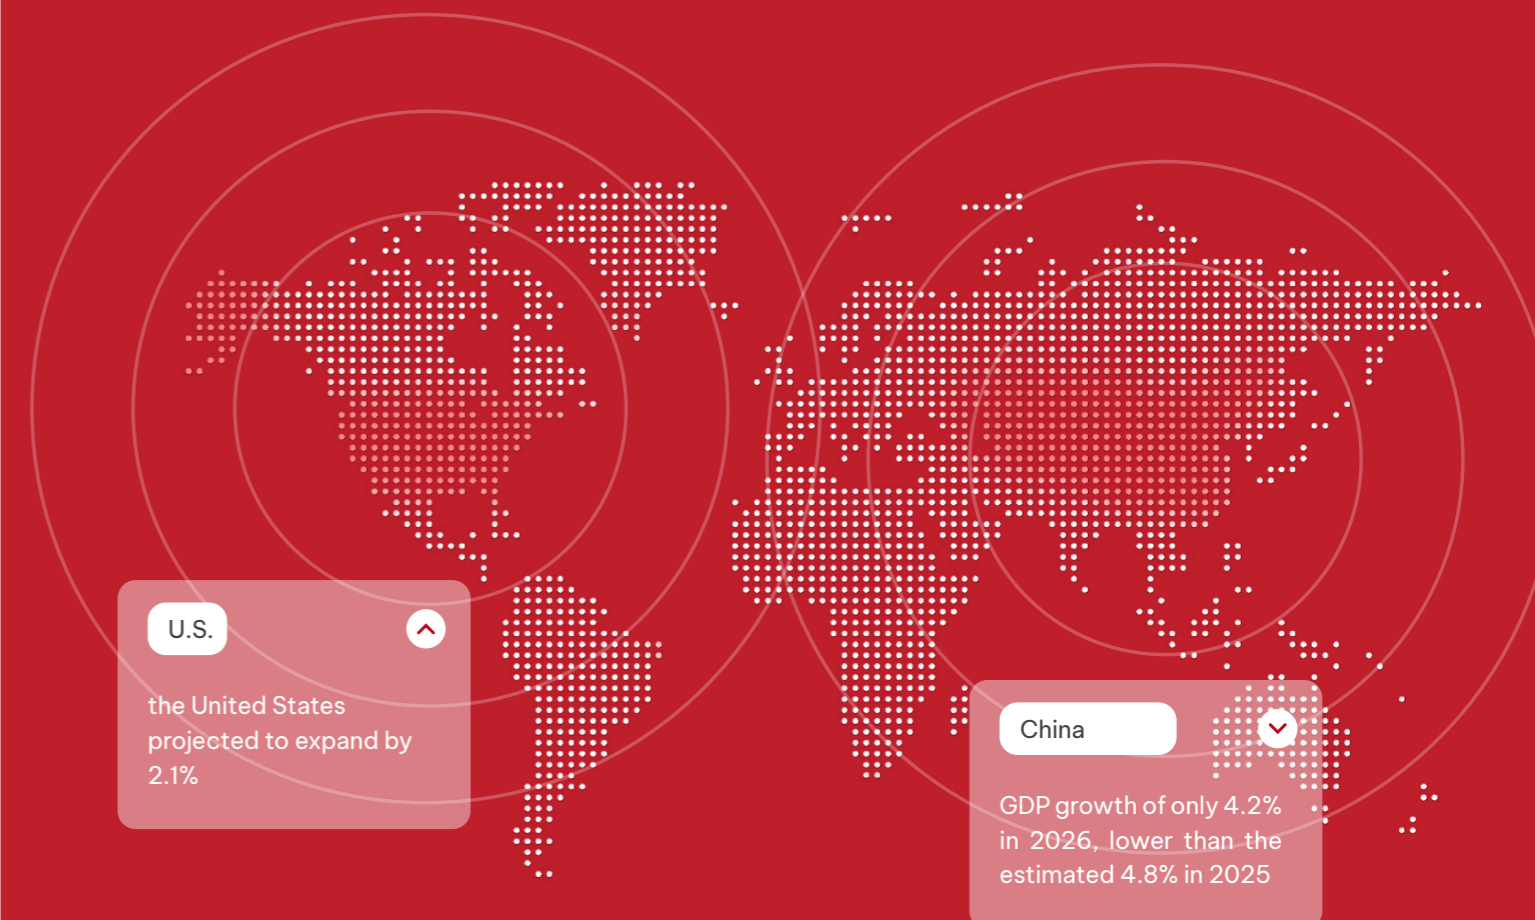 U.S.
the United States
projected to expand by
2.1%
China
GDP growth of only 4.2%
in 2026, lower than the
estimated 4.8% in 2025